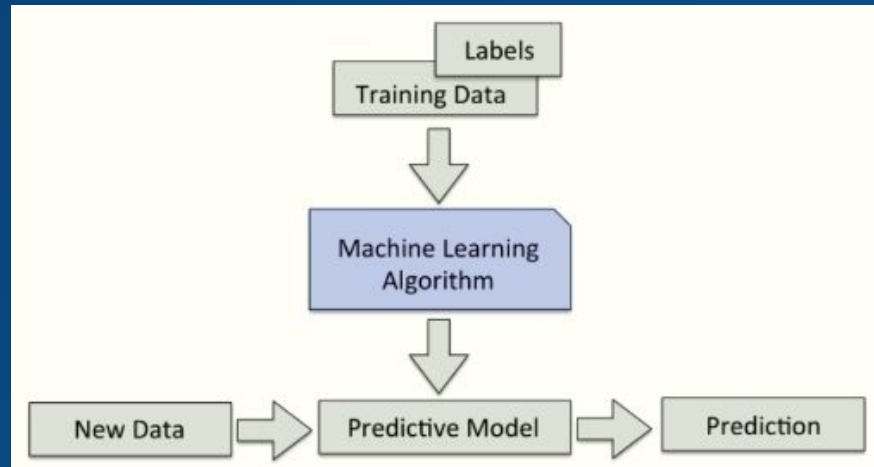 Labels
Training Data
Machine Learning
Algorithm
New Data
Predictive Model
Prediction